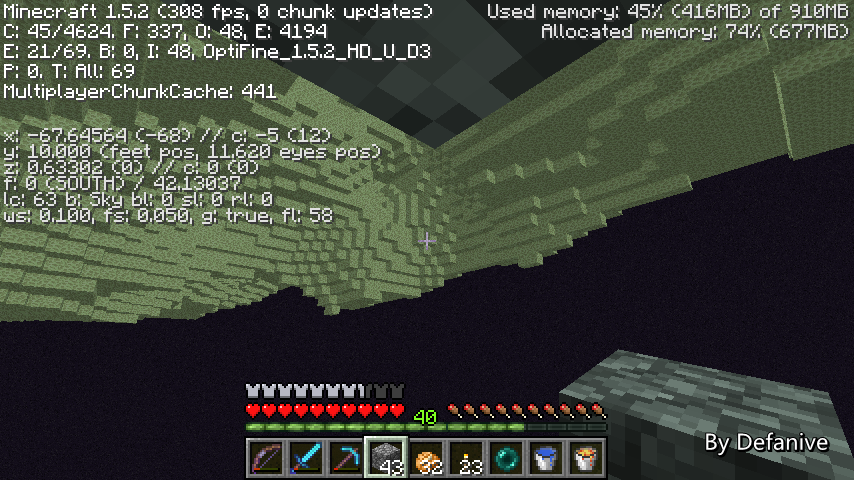 Minecraft 1.5.2 (308 fps, 0 chunk updates)
Used memory: 45% (416MB) of 910MB
C: 45/4624. F: 337, O: 48, E: 4194
Allocated memory: 74% (677MB)
E: 21/69. B: 0, I: 48, OptiFine_1.5.2_HD_U_D3
P: 0. T: All: 69
MultiplayerChunkCache: 441
x: -67.64564 (-68) // c: -5 (12)
y: 10.000 (feet pos, 11.620 eyes pos)
z: 0.63302 (0) // c: 0 (0)
f: 0 (SOUTH) / 42.13037
lc: 63 b: Sky bl: 0 sl: 0 rl: 0
ws: 0.100, fs: 0.050, g: true, fl: 58
40
43 32 23
By Defanive